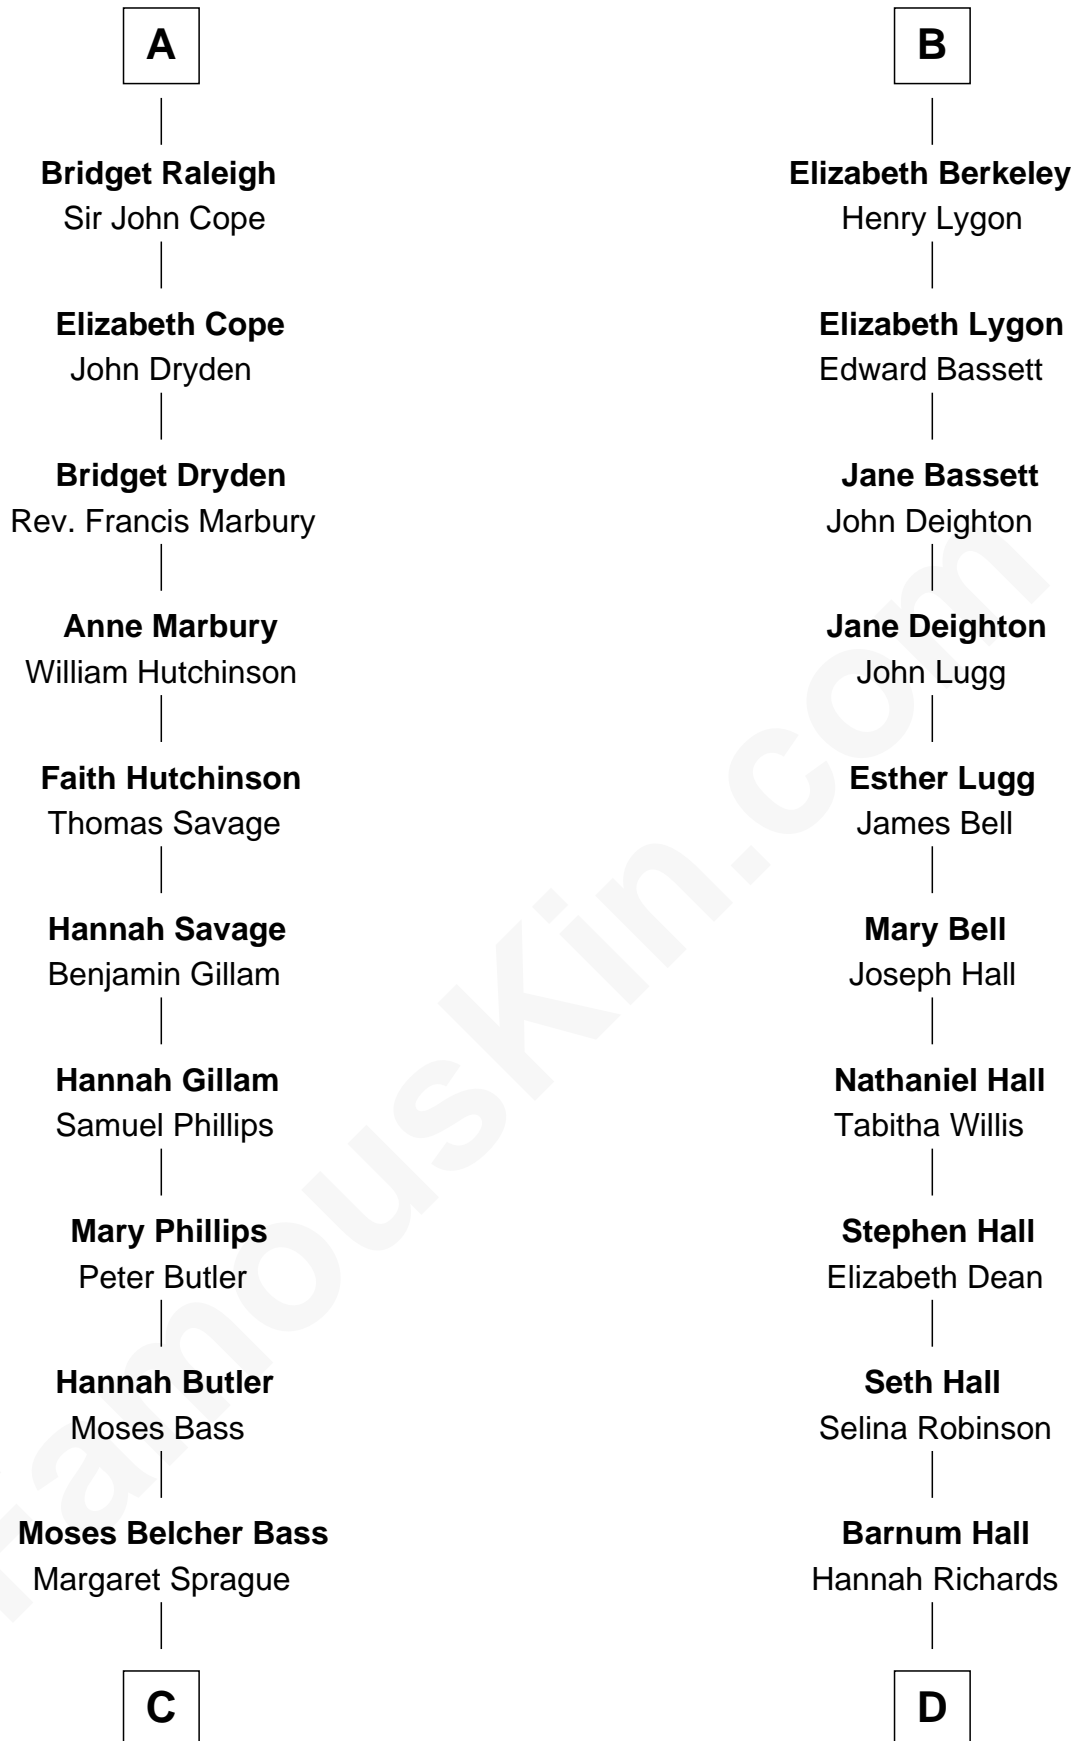 A
Bridget Raleigh
Sir John Cope
Elizabeth Cope
John Dryden
Bridget Dryden
Rev. Francis Marbury
Anne Marbury
William Hutchinson
Faith Hutchinson
Thomas Savage
Hannah Savage
Benjamin Gillam
Hannah Gillam
Samuel Phillips
Mary Phillips
Peter Butler
Hannah Butler
Moses Bass
Moses Belcher Bass
Margaret Sprague
C
B
Elizabeth Berkeley
Henry Lygon
Elizabeth Lygon
Edward Bassett
Jane Bassett
John Deighton
Jane Deighton
John Lugg
Esther Lugg
James Bell
Mary Bell
Joseph Hall
Nathaniel Hall
Tabitha Willis
Stephen Hall
Elizabeth Dean
Seth Hall
Selina Robinson
Barnum Hall
Hannah Richards
D
FamousKin.com